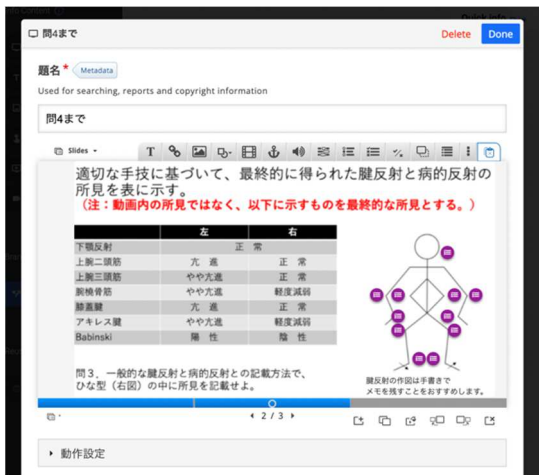 問4まで
Delete
Done
題名 *
Metadata
Used for searching, reports and copyright information
問4まで
Slides
T
適切な手技に基づいて、最終的に得られた腱反射と病的反射の
所見を表に示す。
（注：動画内の所見ではなく、以下に示すものを最終的な所見とする。）
左 右
下顎反射 正 常
上腕二頭筋 亢 進 正 常
上腕三頭筋 やや亢進 正 常
腕橈骨筋 やや亢進 軽度減弱
膝蓋腱 亢 進 正 常
アキレス腱 やや亢進 軽度減弱
Babinski 陽 性 陰 性
問3．一般的な腱反射と病的反射との記載方法で、
ひな型（右図）の中に所見を記載せよ。
腱反射の作図は手書きで
メモを残すことをおすすめします。
2 / 3
動作設定